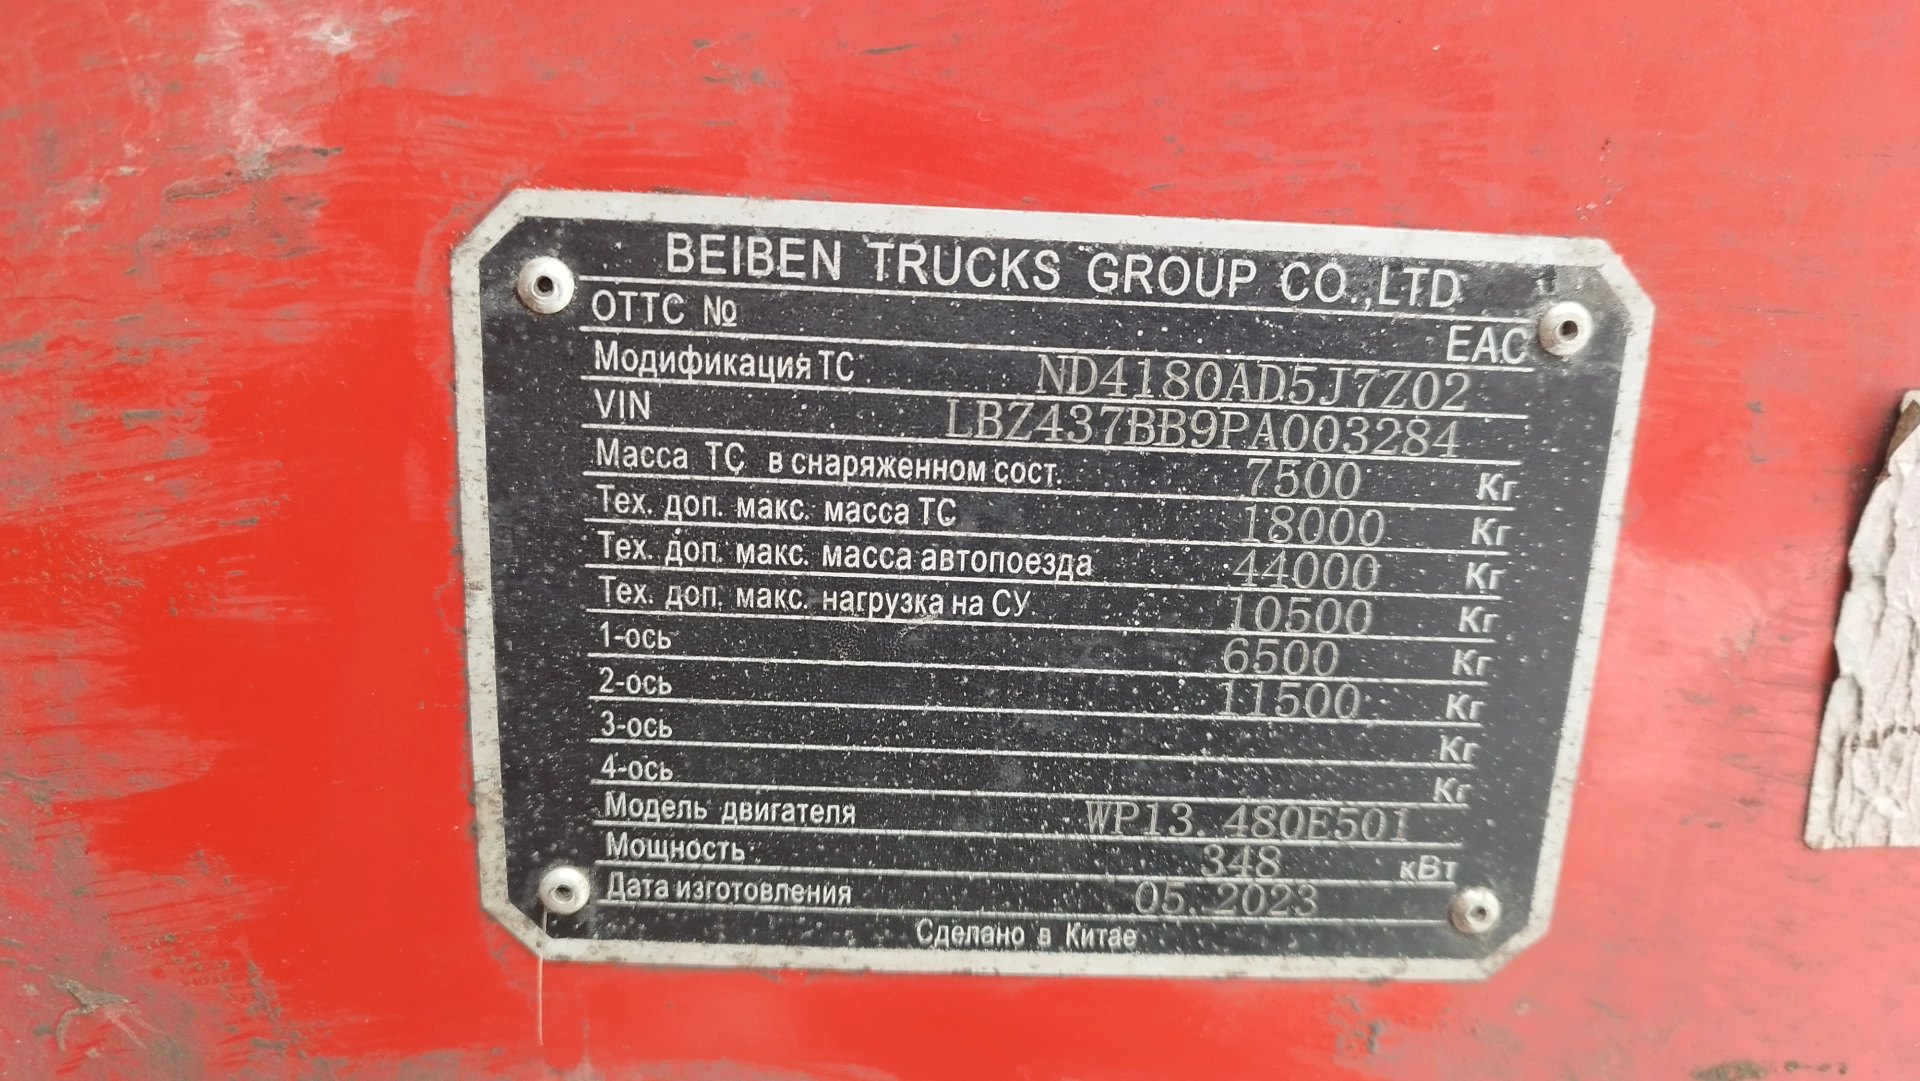 BEIBEN TRUCKS GROUP CO.,LTD
ОТТС № EAC
Модификация ТС ND4180AD5J7Z02
VIN LBZ437BB9PA003284
Масса ТС в снаряженном сост. 7500 Кг
Тех. доп. макс. масса ТС 18000 Кг
Тех. доп. макс. масса автопоезда 44000 Кг
Тех. доп. макс. нагрузка на СУ 10500 Кг
1-ось 6500 Кг
2-ось 11500 Кг
3-ось Кг
4-ось Кг
Модель двигателя WP13.480E501
Мощность 348 кВт
Дата изготовления 05.2023
Сделано в Китае